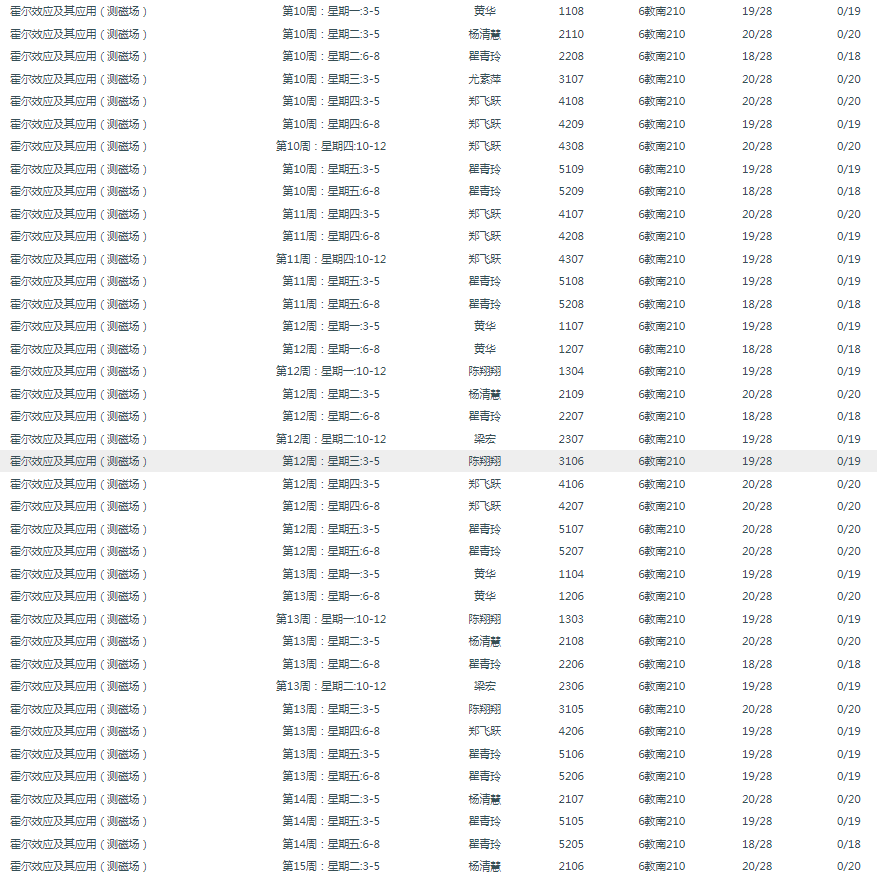 霍尔效应及其应用（测磁场） 第10周：星期一:3-5 黄华 1108 6教南210 19/28 0/19
霍尔效应及其应用（测磁场） 第10周：星期二:3-5 杨清慧 2110 6教南210 20/28 0/20
霍尔效应及其应用（测磁场） 第10周：星期二:6-8 瞿青玲 2208 6教南210 18/28 0/18
霍尔效应及其应用（测磁场） 第10周：星期三:3-5 尤素萍 3107 6教南210 20/28 0/20
霍尔效应及其应用（测磁场） 第10周：星期四:3-5 郑飞跃 4108 6教南210 20/28 0/20
霍尔效应及其应用（测磁场） 第10周：星期四:6-8 郑飞跃 4209 6教南210 19/28 0/19
霍尔效应及其应用（测磁场） 第10周：星期四:10-12 郑飞跃 4308 6教南210 20/28 0/20
霍尔效应及其应用（测磁场） 第10周：星期五:3-5 瞿青玲 5109 6教南210 19/28 0/19
霍尔效应及其应用（测磁场） 第10周：星期五:6-8 瞿青玲 5209 6教南210 18/28 0/18
霍尔效应及其应用（测磁场） 第11周：星期四:3-5 郑飞跃 4107 6教南210 20/28 0/20
霍尔效应及其应用（测磁场） 第11周：星期四:6-8 郑飞跃 4208 6教南210 19/28 0/19
霍尔效应及其应用（测磁场） 第11周：星期四:10-12 郑飞跃 4307 6教南210 19/28 0/19
霍尔效应及其应用（测磁场） 第11周：星期五:3-5 瞿青玲 5108 6教南210 19/28 0/19
霍尔效应及其应用（测磁场） 第11周：星期五:6-8 瞿青玲 5208 6教南210 18/28 0/18
霍尔效应及其应用（测磁场） 第12周：星期一:3-5 黄华 1107 6教南210 19/28 0/19
霍尔效应及其应用（测磁场） 第12周：星期一:6-8 黄华 1207 6教南210 18/28 0/18
霍尔效应及其应用（测磁场） 第12周：星期一:10-12 陈翔翔 1304 6教南210 19/28 0/19
霍尔效应及其应用（测磁场） 第12周：星期二:3-5 杨清慧 2109 6教南210 20/28 0/20
霍尔效应及其应用（测磁场） 第12周：星期二:6-8 瞿青玲 2207 6教南210 18/28 0/18
霍尔效应及其应用（测磁场） 第12周：星期二:10-12 梁宏 2307 6教南210 19/28 0/19
霍尔效应及其应用（测磁场） 第12周：星期三:3-5 陈翔翔 3106 6教南210 19/28 0/19
霍尔效应及其应用（测磁场） 第12周：星期四:3-5 郑飞跃 4106 6教南210 20/28 0/20
霍尔效应及其应用（测磁场） 第12周：星期四:6-8 郑飞跃 4207 6教南210 20/28 0/20
霍尔效应及其应用（测磁场） 第12周：星期五:3-5 瞿青玲 5107 6教南210 20/28 0/20
霍尔效应及其应用（测磁场） 第12周：星期五:6-8 瞿青玲 5207 6教南210 20/28 0/20
霍尔效应及其应用（测磁场） 第13周：星期一:3-5 黄华 1104 6教南210 19/28 0/19
霍尔效应及其应用（测磁场） 第13周：星期一:6-8 黄华 1206 6教南210 20/28 0/20
霍尔效应及其应用（测磁场） 第13周：星期一:10-12 陈翔翔 1303 6教南210 19/28 0/19
霍尔效应及其应用（测磁场） 第13周：星期二:3-5 杨清慧 2108 6教南210 20/28 0/20
霍尔效应及其应用（测磁场） 第13周：星期二:6-8 瞿青玲 2206 6教南210 18/28 0/18
霍尔效应及其应用（测磁场） 第13周：星期二:10-12 梁宏 2306 6教南210 19/28 0/19
霍尔效应及其应用（测磁场） 第13周：星期三:3-5 陈翔翔 3105 6教南210 20/28 0/20
霍尔效应及其应用（测磁场） 第13周：星期四:6-8 郑飞跃 4206 6教南210 19/28 0/19
霍尔效应及其应用（测磁场） 第13周：星期五:3-5 瞿青玲 5106 6教南210 19/28 0/19
霍尔效应及其应用（测磁场） 第13周：星期五:6-8 瞿青玲 5206 6教南210 19/28 0/19
霍尔效应及其应用（测磁场） 第14周：星期二:3-5 杨清慧 2107 6教南210 20/28 0/20
霍尔效应及其应用（测磁场） 第14周：星期五:3-5 瞿青玲 5105 6教南210 19/28 0/19
霍尔效应及其应用（测磁场） 第14周：星期五:6-8 瞿青玲 5205 6教南210 18/28 0/18
霍尔效应及其应用（测磁场） 第15周：星期二:3-5 杨清慧 2106 6教南210 20/28 0/20